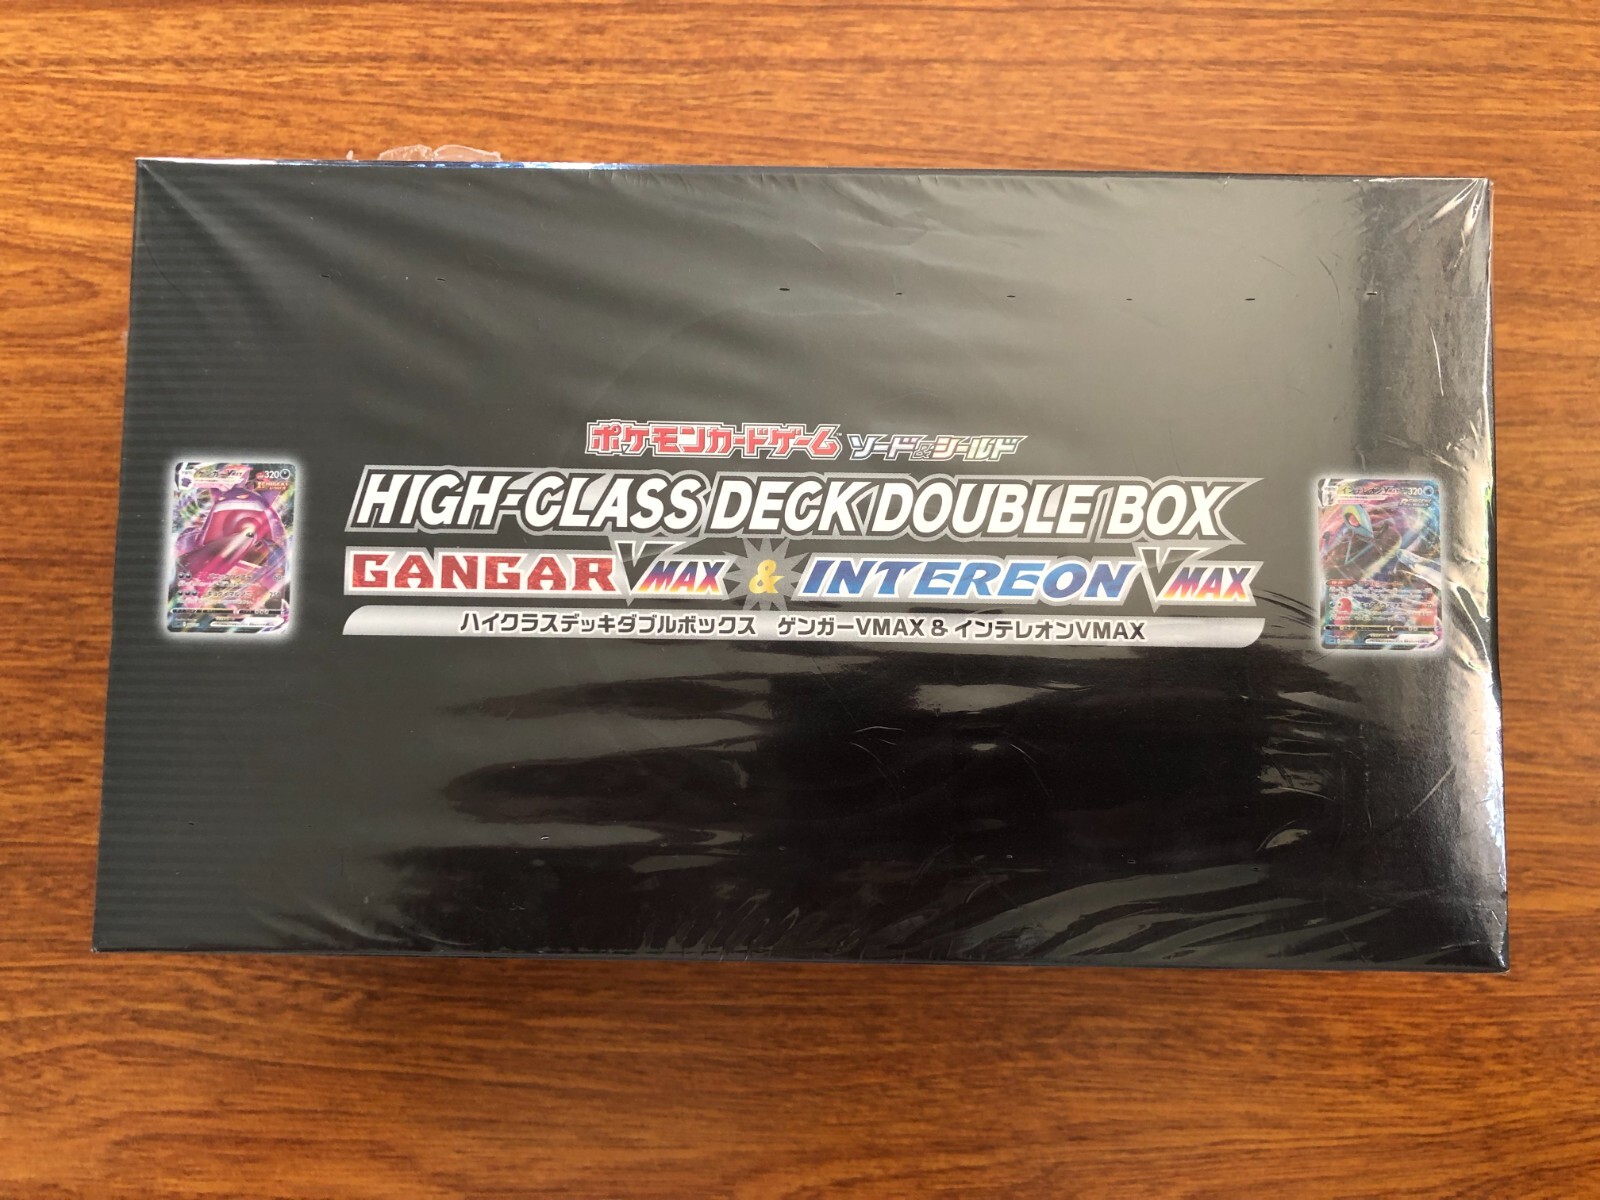 ポケモンカードゲーム ソード&シールド
HIGH-CLASS DECK DOUBLE BOX
GANGAR VMAX & INTEREON VMAX
ハイクラスデッキダブルボックス ゲンガーVMAX & インテレオンVMAX
320
320